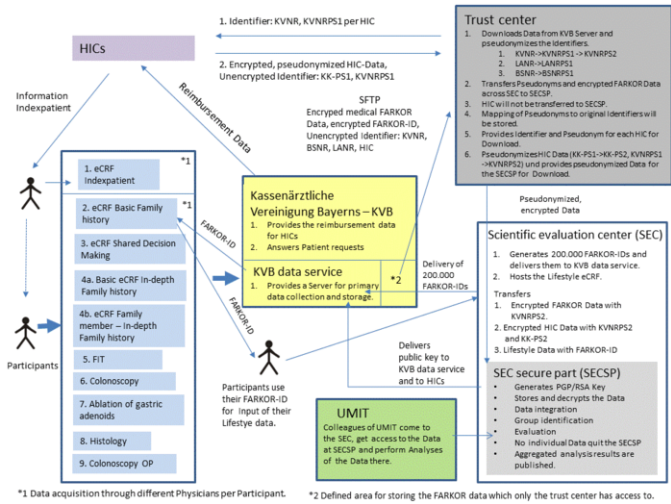 1. Identifier: KVNR, KVNRPS1 per HIC
HICs
2. Encrypted, pseudonymized HIC-Data,
Unencrypted Identifier: KK-PS1, KVNRPS1
Trust center
1. Downloads Data from KVB Server and
pseudonymizes the Identifiers.
1. KVNR->KVNRPS1 ->KVNRPS2
2. LANR->LANRPS1
3. BSNR->BSNRPS1
2. Transfers Pseudonyms and encrypted FARKOR Data
across SEC to SECSP.
3. HIC will not be transferred to SECSP.
4. Mapping of Pseudonyms to original Identifiers will
be stored.
5. Provides Identifier and Pseudonym for each HIC for
Download.
6. Pseudonymizes HIC Data (KK-PS1->KK-PS2, KVNRPS1
->KVNRPS2) und provides pseudonymized Data for
the SECSP for Download.
Information
Indexpatient
Reimbursement Data
SFTP
Encrypted medical FARKOR
Data, encrypted FARKOR-ID,
Unencrypted Identifier: KVNR,
BSNR, LANR, HIC
Participants
*1
1. eCRF
Indexpatient
*1
2. eCRF Basic Family
history
3. eCRF Shared Decision
Making
4a. Basic eCRF In-depth
Family history
4b. eCRF Family
member – In-depth
Family history
5. FIT
6. Colonoscopy
7. Ablation of gastric
adenoids
8. Histology
9. Colonoscopy OP
FARKOR-ID
FARKOR-ID
Kassenärztliche
Vereinigung Bayerns – KVB
1. Provides the reimbursement data
for HICs
2. Answers Patient requests
KVB data service
1. Provides a Server for primary
data collection and storage.
*2
Delivery of
200.000
FARKOR-IDs
Pseudonymized,
encrypted Data
Participants use
their FARKOR-ID
for Input of their
Lifestye data.
Delivers
public key to
KVB data service
and to HICs
Scientific evaluation center (SEC)
1. Generates 200.000 FARKOR-IDs and
delivers them to KVB data service.
2. Hosts the Lifestyle eCRF.
Transfers
1. Encrypted FARKOR Data with
KVNRPS2.
2. Encrypted HIC Data with KVNRPS2
and KK-PS2
3. Lifestyle Data with FARKOR-ID
SEC secure part (SECSP)
• Generates PGP/RSA Key
• Stores and decrypts the Data
• Data integration
• Group identification
• Evaluation
• No individual Data quit the SECSP
• Aggregated analysis results are
published.
UMIT
Colleagues of UMIT come to
the SEC, get access to the Data
at SECSP and perform Analyses
of the Data there.
*1 Data acquisition through different Physicians per Participant.
*2 Defined area for storing the FARKOR data which only the trust center has access to.